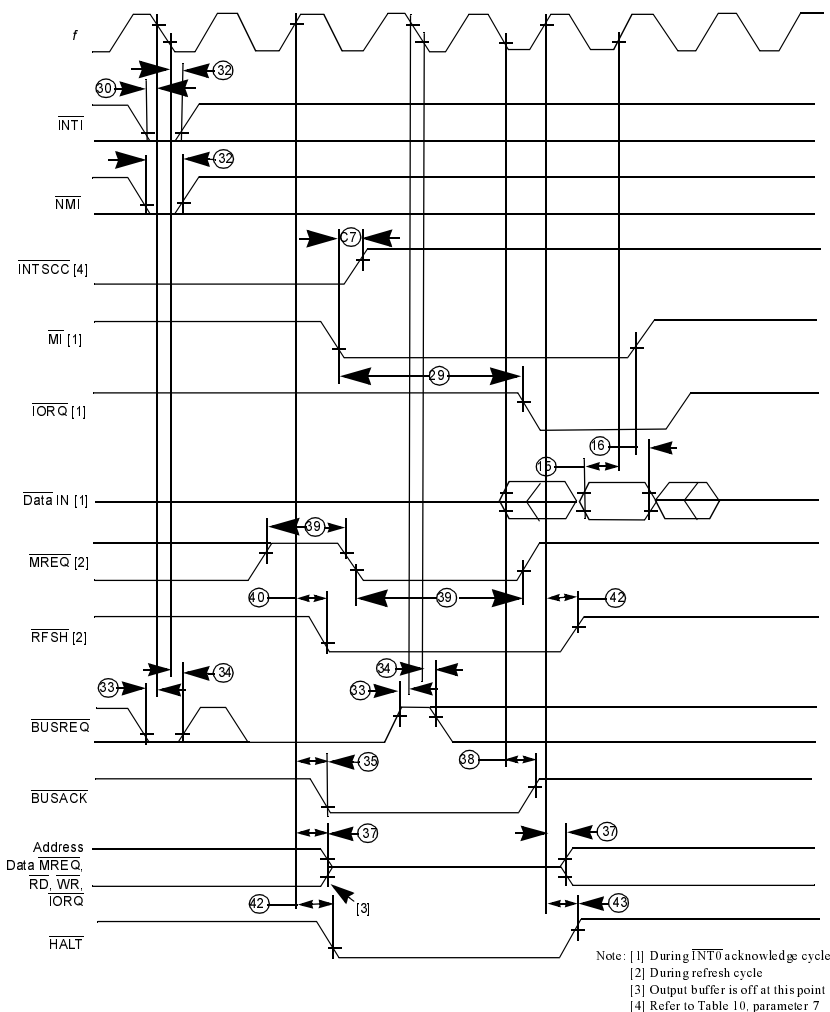 f
32
30
INTI
32
NMI
C7
INTSCC [4]
MI [1]
29
IORQ [1]
16
15
Data IN [1]
39
MREQ [2]
40
39
42
RFSH [2]
34
33
34
33
BUSREQ
35
38
BUSACK
Address
37
37
Data MREQ,
RD, WR,
IORQ
42
[3]
43
HALT
Note: [1] During INT0 acknowledge cycle
[2] During refresh cycle
[3] Output buffer is off at this point
[4] Refer to Table 10, parameter 7